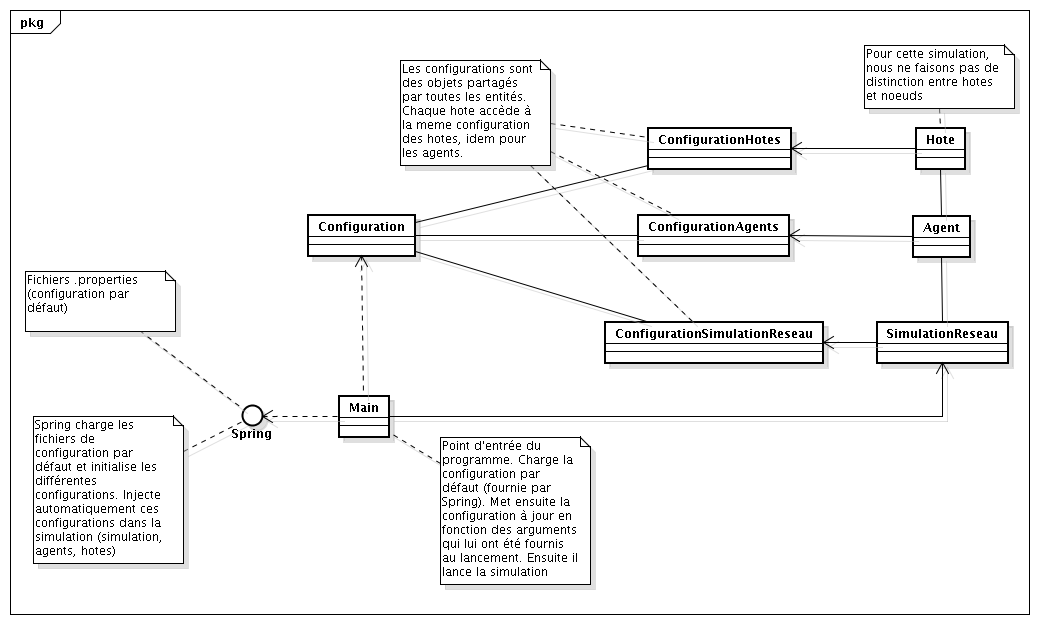 pkg
Pour cette simulation,
nous ne faisons pas de
distinction entre hotes
et noeuds
Les configurations sont
des objets partagés
par toutes les entités.
Chaque hote accède à
la meme configuration
des hotes, idem pour
les agents.
ConfigurationHotes
Hote
Configuration
ConfigurationAgents
Agent
Fichiers .properties
(configuration par
défaut)
ConfigurationSimulationReseau
SimulationReseau
Main
Spring
Spring charge les
fichiers de
configuration par
défaut et initialise les
différentes
configurations. Injecte
automatiquement ces
configurations dans la
simulation (simulation,
agents, hotes)
Point d'entrée du
programme. Charge la
configuration par
défaut (fournie par
Spring). Met ensuite la
configuration à jour en
fonction des arguments
qui lui ont été fournis
au lancement. Ensuite il
lance la simulation